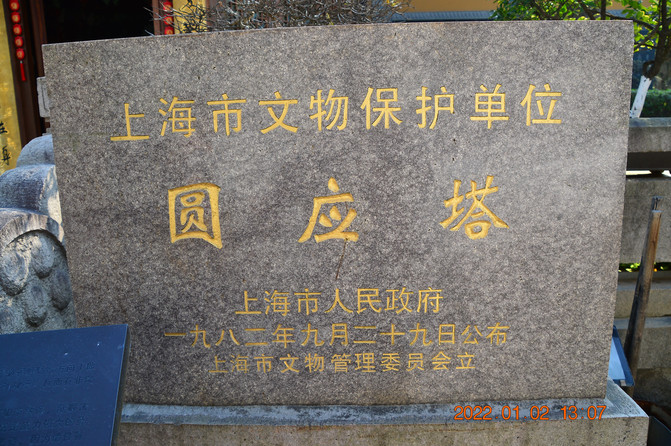 上海市文物保护单位
圆应塔
上海市人民政府
一九八二年九月二十九日公布
上海市文物管理委员会立
2022 01 02 13:07